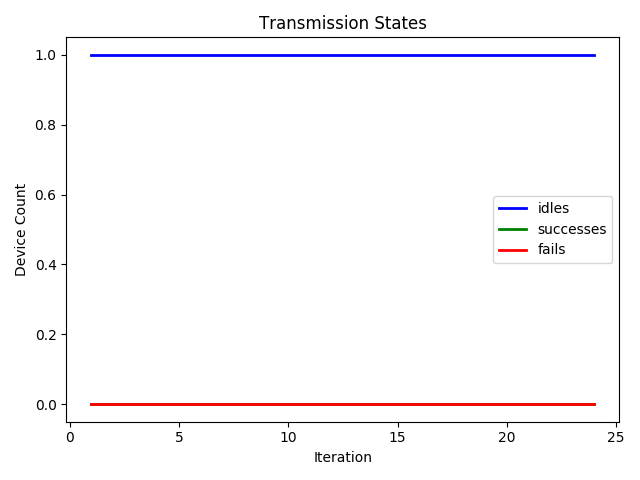 Transmission States
1.0
0.8
0.6
0.4
0.2
0.0
Device Count
idles
successes
fails
0 5 10 15 20 25
Iteration